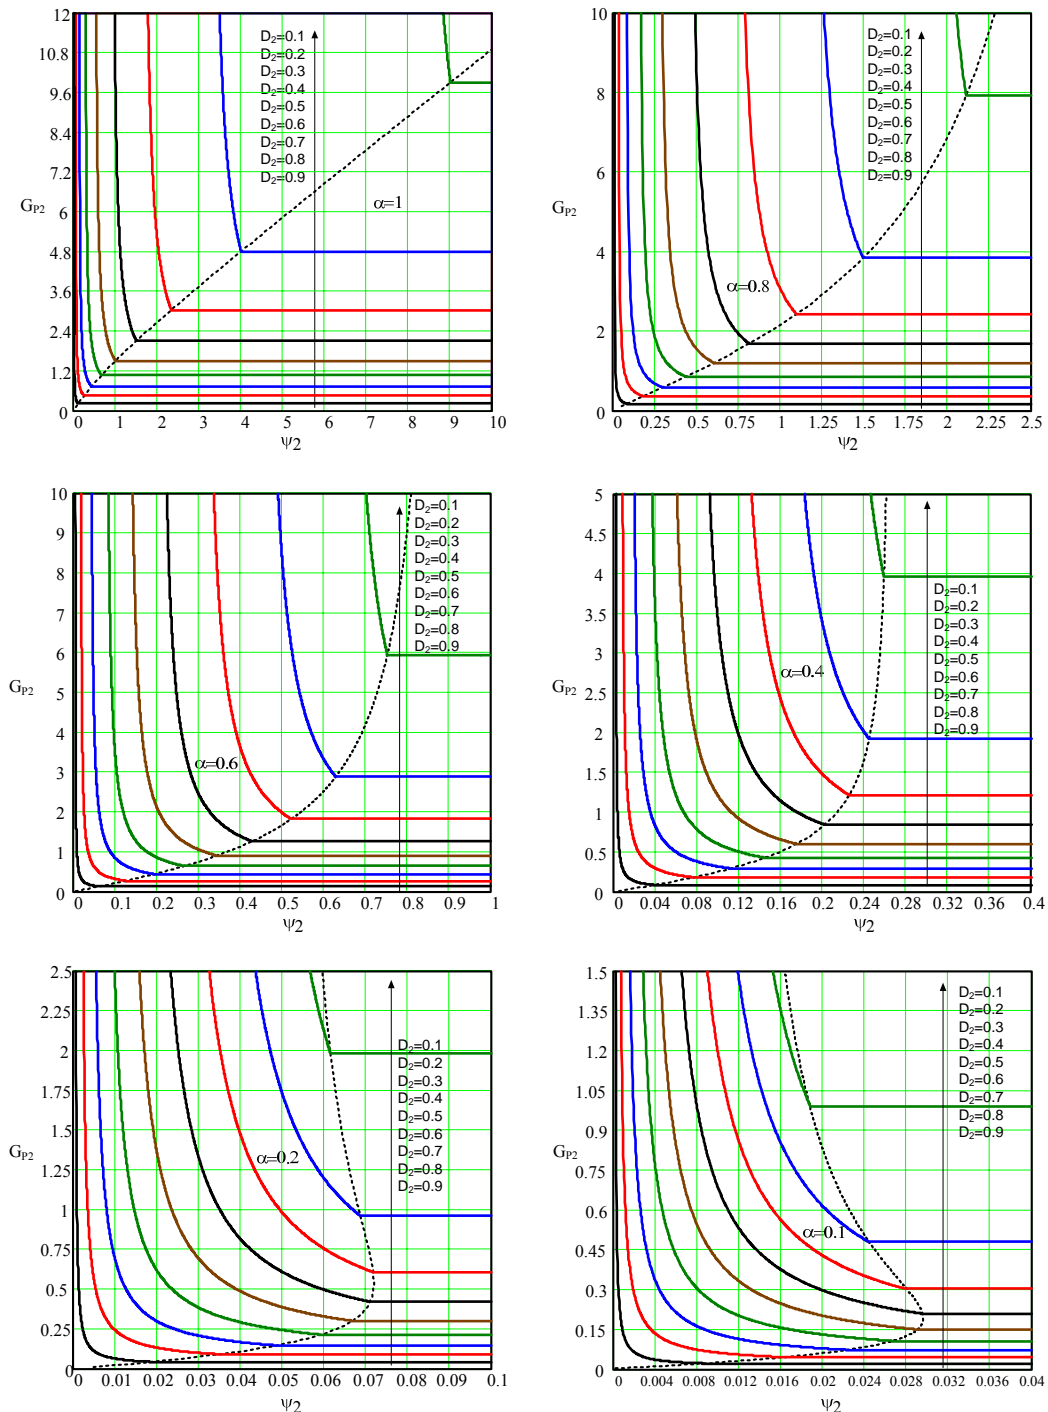 12
10.8
9.6
8.4
7.2
6
4.8
3.6
2.4
1.2
0
G_P2
D₂=0.1
D₂=0.2
D₂=0.3
D₂=0.4
D₂=0.5
D₂=0.6
D₂=0.7
D₂=0.8
D₂=0.9
α=1
0 1 2 3 4 5 6 7 8 9 10
ψ₂
10
8
6
4
2
0
G_P2
D₂=0.1
D₂=0.2
D₂=0.3
D₂=0.4
D₂=0.5
D₂=0.6
D₂=0.7
D₂=0.8
D₂=0.9
α=0.8
0 0.25 0.5 0.75 1 1.25 1.5 1.75 2 2.25 2.5
ψ₂
10
9
8
7
6
5
4
3
2
1
0
G_P2
D₂=0.1
D₂=0.2
D₂=0.3
D₂=0.4
D₂=0.5
D₂=0.6
D₂=0.7
D₂=0.8
D₂=0.9
α=0.6
0 0.1 0.2 0.3 0.4 0.5 0.6 0.7 0.8 0.9 1
ψ₂
5
4.5
4
3.5
3
2.5
2
1.5
1
0.5
0
G_P2
D₂=0.1
D₂=0.2
D₂=0.3
D₂=0.4
D₂=0.5
D₂=0.6
D₂=0.7
D₂=0.8
D₂=0.9
α=0.4
0 0.04 0.08 0.12 0.16 0.2 0.24 0.28 0.32 0.36 0.4
ψ₂
2.5
2.25
2
1.75
1.5
1.25
1
0.75
0.5
0.25
0
G_P2
D₂=0.1
D₂=0.2
D₂=0.3
D₂=0.4
D₂=0.5
D₂=0.6
D₂=0.7
D₂=0.8
D₂=0.9
α=0.2
0 0.01 0.02 0.03 0.04 0.05 0.06 0.07 0.08 0.09 0.1
ψ₂
1.5
1.35
1.2
1.05
0.9
0.75
0.6
0.45
0.3
0.15
0
G_P2
D₂=0.1
D₂=0.2
D₂=0.3
D₂=0.4
D₂=0.5
D₂=0.6
D₂=0.7
D₂=0.8
D₂=0.9
α=0.1
0 0.004 0.008 0.012 0.016 0.02 0.024 0.028 0.032 0.036 0.04
ψ₂